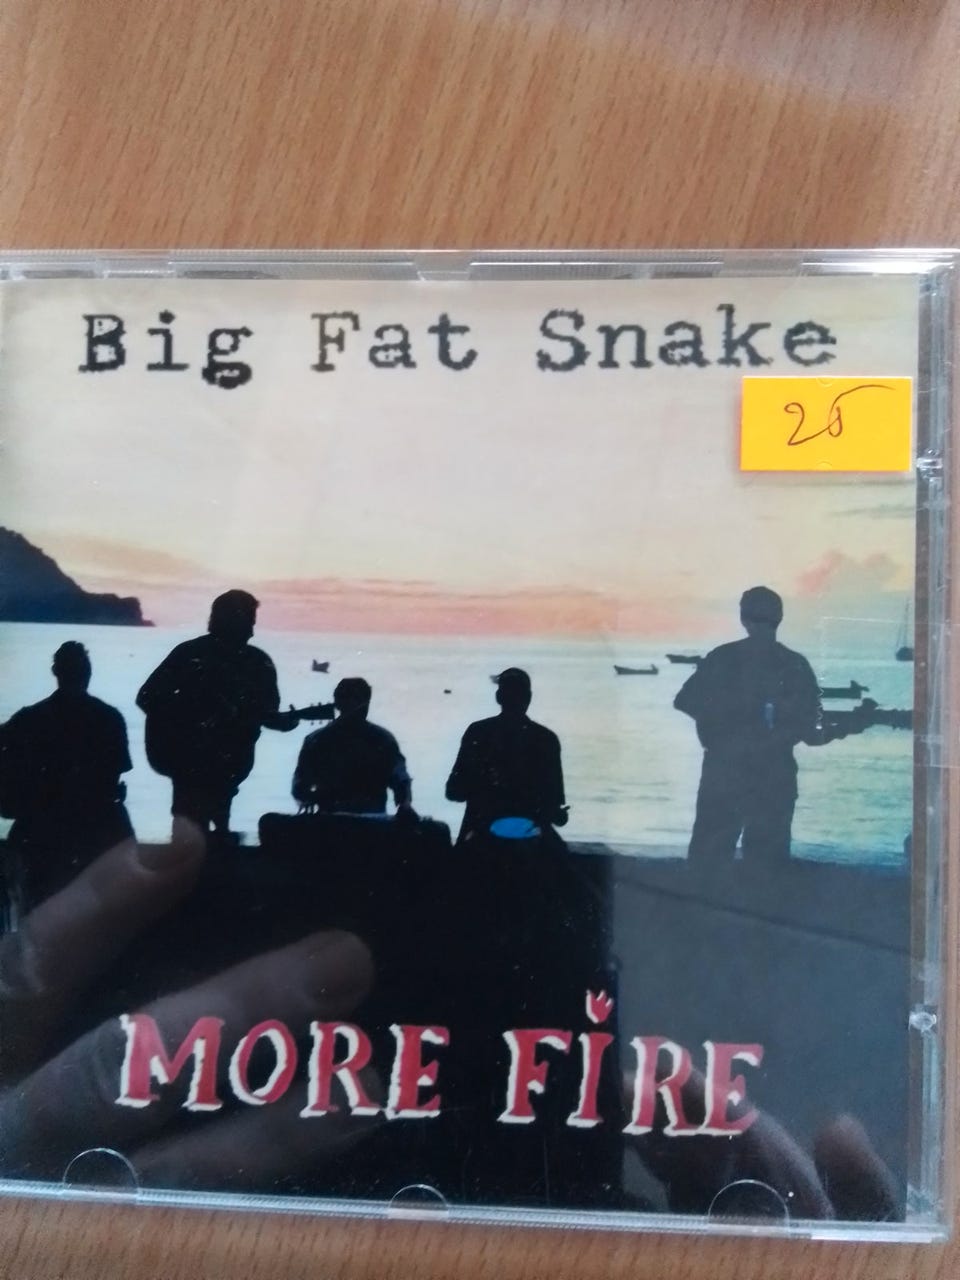 Big Fat Snake
25
MORE FIRE